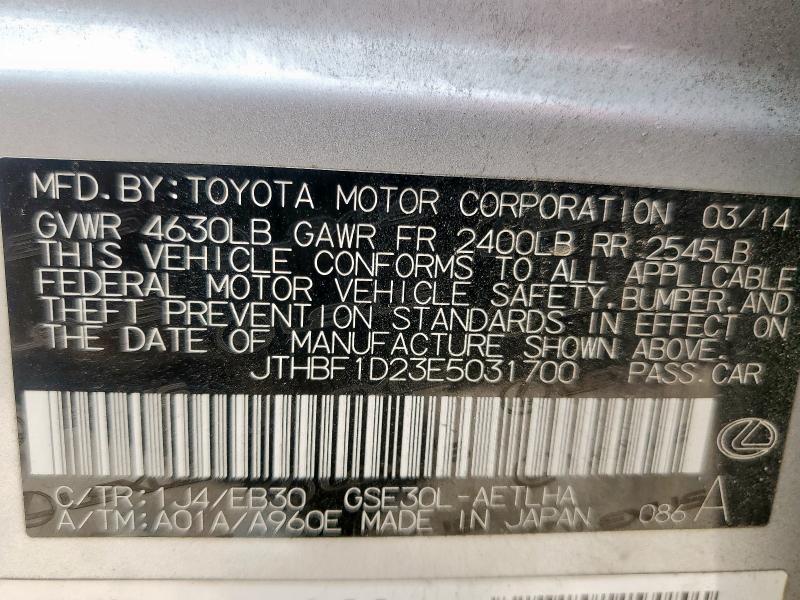 MFD. BY: TOYOTA MOTOR CORPORATION 03/14
GVWR 4630LB GAWR FR 2400LB RR 2545LB
THIS VEHICLE CONFORMS TO ALL APPLICABLE
FEDERAL MOTOR VEHICLE SAFETY, BUMPER, AND
THEFT PREVENTION STANDARDS IN EFFECT ON
THE DATE OF MANUFACTURE SHOWN ABOVE.
JTHBF1D23E5031700 PASS. CAR
C/TR: 1J4/EB30 GSE30L-AETLHA
A/TM: A01A/A960E MADE IN JAPAN 086 A